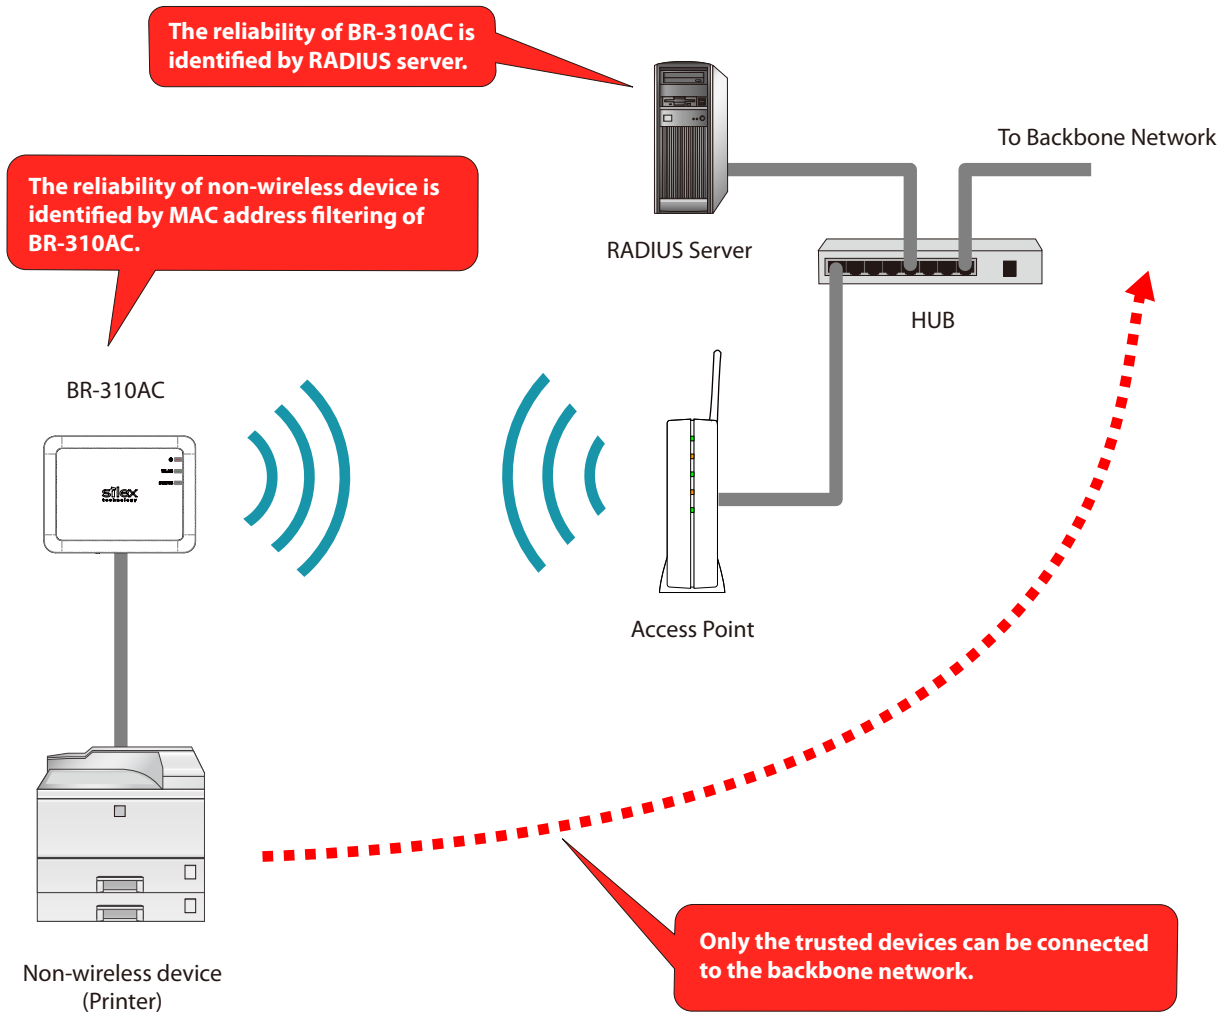 The reliability of BR-310AC is
identified by RADIUS server.
To Backbone Network
The reliability of non-wireless device is
identified by MAC address filtering of
BR-310AC.
RADIUS Server
HUB
BR-310AC
silex
technology
Access Point
Only the trusted devices can be connected
to the backbone network.
Non-wireless device
(Printer)